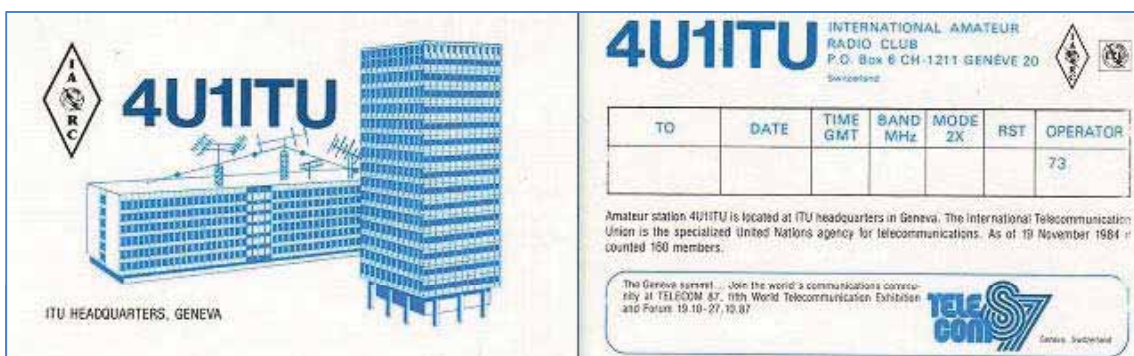 IARC
4U1ITU
ITU HEADQUARTERS, GENEVA
4U1ITU
INTERNATIONAL AMATEUR
RADIO CLUB
P.O. Box 6 CH-1211 GENÈVE 20
Switzerland
IARC
TO DATE TIME GMT BAND MHz MODE 2X RST OPERATOR
73
Amateur station 4U1ITU is located at ITU headquarters in Geneva. The International Telecommunication
Union is the specialized United Nations agency for telecommunications. As of 19 November 1984
counted 160 members.
The Geneva summit... Join the world's communications commu-
nity at TELECOM 87, fifth World Telecommunication Exhibition
and Forum 19.10-27.10.87
TELE
COM 87
Geneva, Switzerland